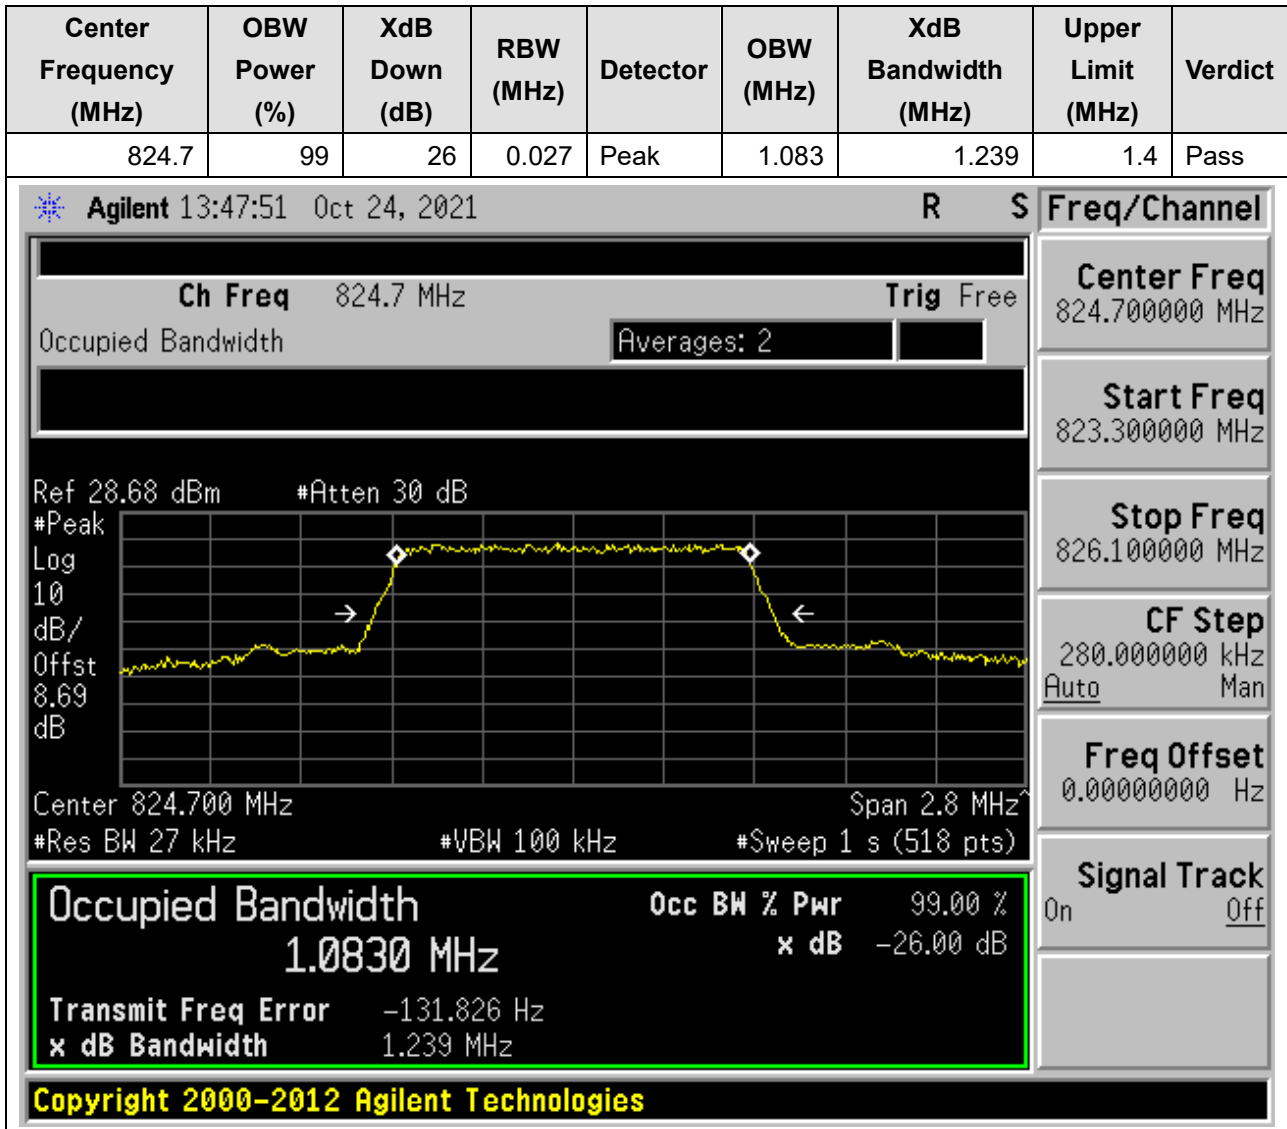 Center Frequency (MHz) OBW Power (%) XdB Down (dB) RBW (MHz) Detector OBW (MHz) XdB Bandwidth (MHz) Upper Limit (MHz) Verdict
824.7 99 26 0.027 Peak 1.083 1.239 1.4 Pass
Agilent 13:47:51 Oct 24, 2021 R S
Ch Freq 824.7 MHz Trig Free
Occupied Bandwidth Averages: 2
Ref 28.68 dBm #Atten 30 dB
#Peak
Log
10
dB/
Offst
8.69
dB
Center 824.700 MHz Span 2.8 MHz^
#Res BW 27 kHz #VBW 100 kHz #Sweep 1 s (518 pts)
Occupied Bandwidth Occ BW % Pwr 99.00 %
1.0830 MHz x dB -26.00 dB
Transmit Freq Error -131.826 Hz
x dB Bandwidth 1.239 MHz
Copyright 2000-2012 Agilent Technologies
Freq/Channel
Center Freq
824.700000 MHz
Start Freq
823.300000 MHz
Stop Freq
826.100000 MHz
CF Step
280.000000 kHz
Auto Man
Freq Offset
0.00000000 Hz
Signal Track
On Off